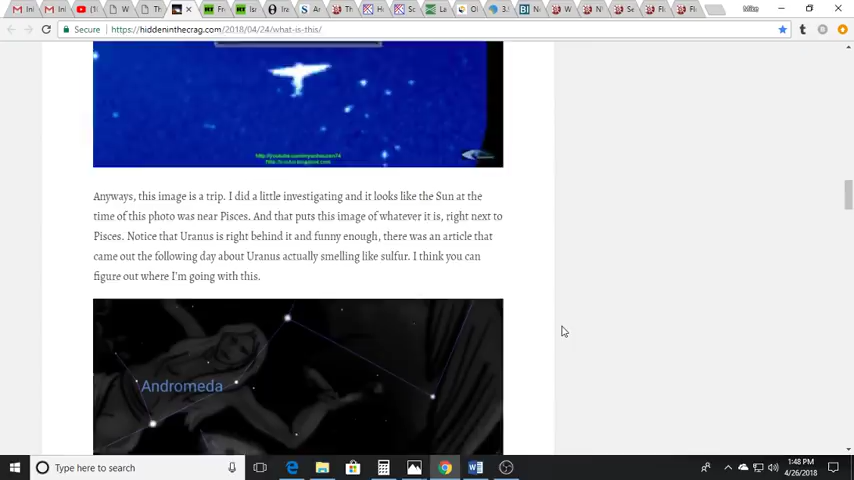 Mike
Secure
https://hiddeninthecrag.com/2018/04/24/what-is-this/
Anyways, this image is a trip. I did a little investigating and it looks like the Sun at the
time of this photo was near Pisces. And that puts this image of whatever it is, right next to
Pisces. Notice that Uranus is right behind it and funny enough, there was an article that
came out the following day about Uranus actually smelling like sulfur. I think you can
figure out where I'm going with this.
Andromeda
Type here to search
1:48 PM
4/26/2018